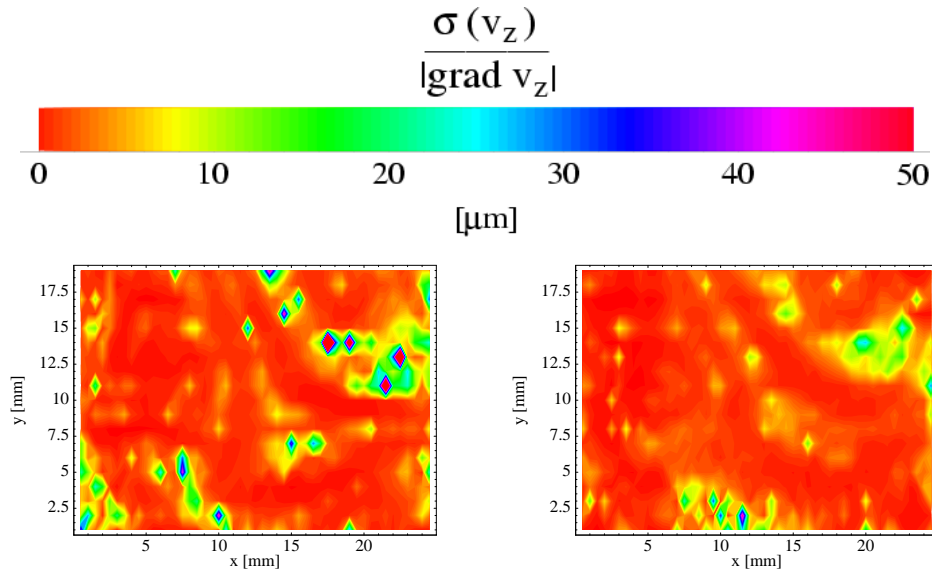 σ (v_z)
|grad v_z|
0 10 20 30 40 50
[μm]
17.5 17.5
15 15
12.5 12.5
y [mm] y [mm]
10 10
7.5 7.5
5 5
2.5 2.5
5 10 15 20 5 10 15 20
x [mm] x [mm]